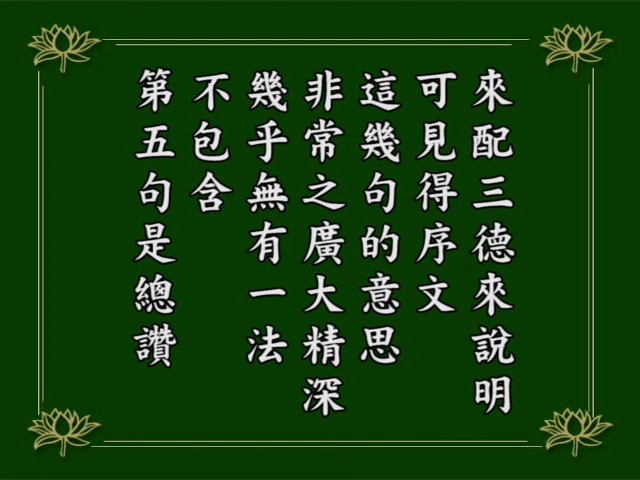 來配三德來說明
可見得序文
這幾句的意思
非常之廣大精深
幾乎無有一法
不包含
第五句是總讚